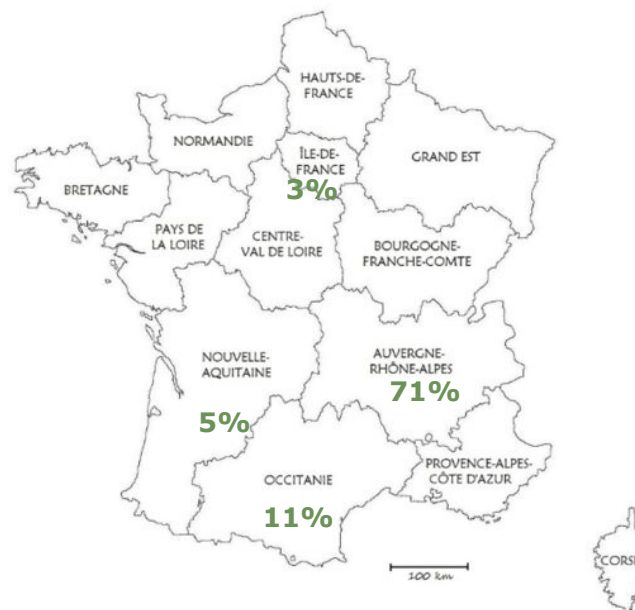 HAUTS-DE-
FRANCE
NORMANDIE
ÎLE-DE-
FRANCE
3%
GRAND EST
BRETAGNE
PAYS DE
LA LOIRE
CENTRE-
VAL DE LOIRE
BOURGOGNE-
FRANCHE-COMTE
NOUVELLE-
AQUITAINE
5%
AUVERGNE-
RHÔNE-ALPES
71%
OCCITANIE
11%
PROVENCE-ALPES-
CÔTE D'AZUR
CORSE
100 km